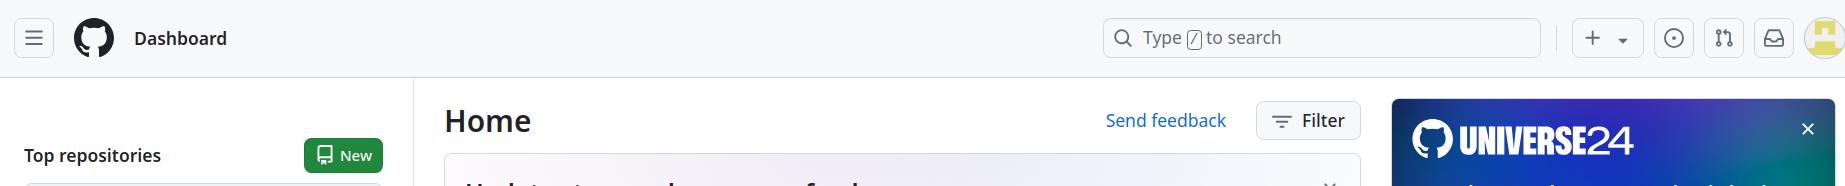 Dashboard
Type / to search
Home
Send feedback
Filter
UNIVERSE24
Top repositories
New